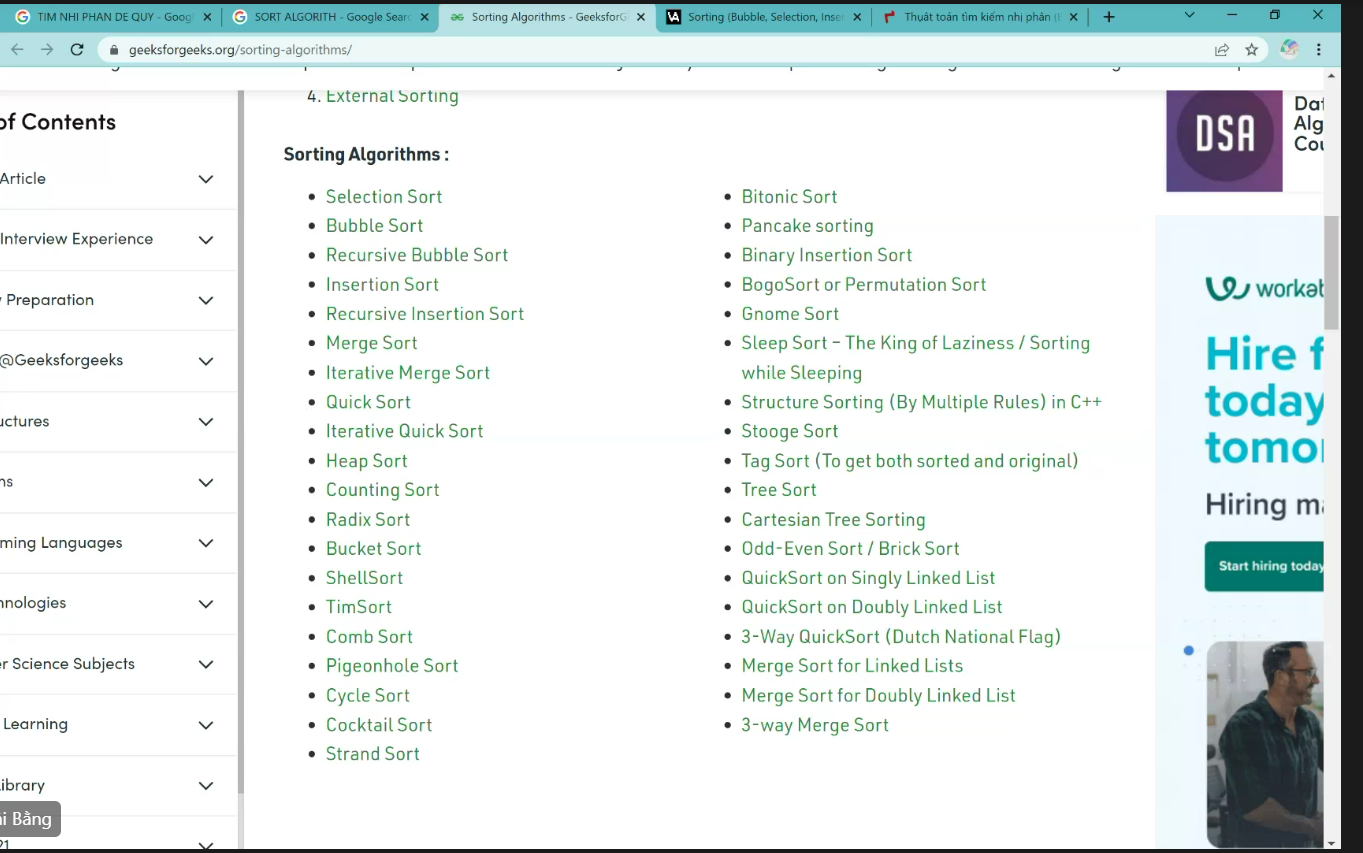 TIM NHI PHAN DE QUY - Goog
SORT ALGORITH - Google Sear
Sorting Algorithms - GeeksforG
VA
Sorting (Bubble, Selection, Inser
Thuật toán tìm kiếm nhị phân (
geeksforgeeks.org/sorting-algorithms/
of Contents
Article
Interview Experience
Preparation
@Geeksforgeeks
uctures
ns
ming Languages
hnologies
er Science Subjects
Learning
ibrary
i Bằng
21
4. External Sorting
Sorting Algorithms :
Selection Sort
Bubble Sort
Recursive Bubble Sort
Insertion Sort
Recursive Insertion Sort
Merge Sort
Iterative Merge Sort
Quick Sort
Iterative Quick Sort
Heap Sort
Counting Sort
Radix Sort
Bucket Sort
ShellSort
TimSort
Comb Sort
Pigeonhole Sort
Cycle Sort
Cocktail Sort
Strand Sort
Bitonic Sort
Pancake sorting
Binary Insertion Sort
BogoSort or Permutation Sort
Gnome Sort
Sleep Sort – The King of Laziness / Sorting
while Sleeping
Structure Sorting (By Multiple Rules) in C++
Stooge Sort
Tag Sort (To get both sorted and original)
Tree Sort
Cartesian Tree Sorting
Odd-Even Sort / Brick Sort
QuickSort on Singly Linked List
QuickSort on Doubly Linked List
3-Way QuickSort (Dutch National Flag)
Merge Sort for Linked Lists
Merge Sort for Doubly Linked List
3-way Merge Sort
DSA
Dat
Alg
Cou
workab
Hire f
today
tomo
Hiring ma
Start hiring today